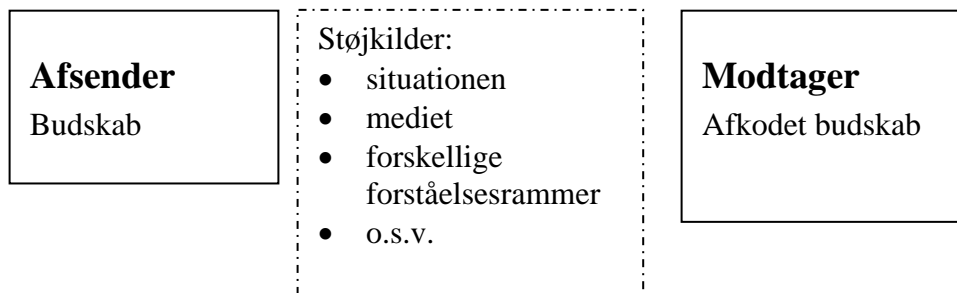 Afsender
Budskab
Støjkilder:
• situationen
• mediet
• forskellige
forståelsesrammer
• o.s.v.
Modtager
Afkodet budskab